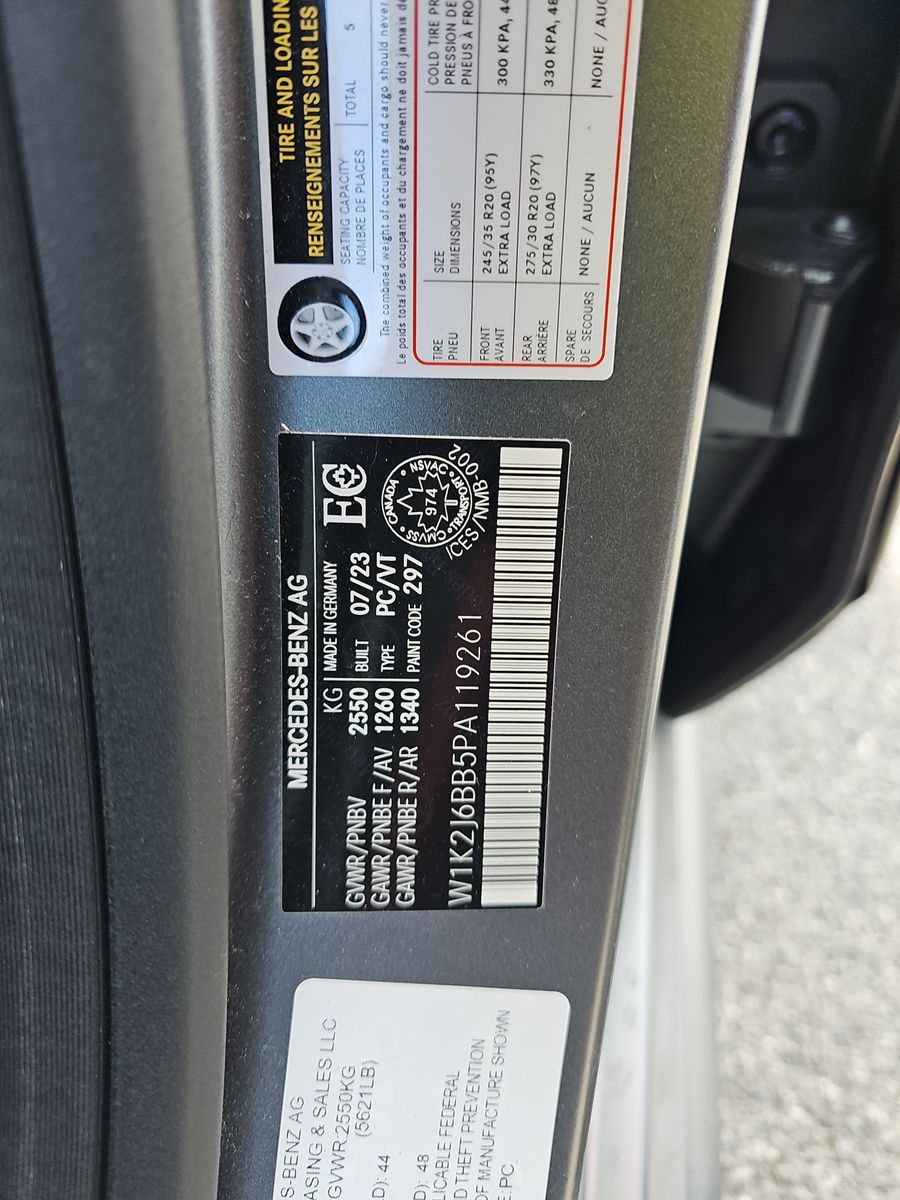 TIRE AND LOADIN
RENSEIGNEMENTS SUR LES
SEATING CAPACITY
NOMBRE DE PLACES
TOTAL 5
The combined weight of occupants and cargo should never
Le poids total des occupants et du chargement ne doit jamais
TIRE
PNEU
SIZE
DIMENSIONS
COLD TIRE PR
PRESSION DE
PNEUS À FRO
FRONT
AVANT
245/35 R20 (95Y)
EXTRA LOAD
300 KPA, 44
REAR
ARRIÈRE
275/30 R20 (97Y)
EXTRA LOAD
330 KPA, 48
SPARE
DE SECOURS
NONE / AUCUN
NONE / AUC
MERCEDES-BENZ AG
KG
MADE IN GERMANY
GVWR/PNBV 2550
BUILT 07/23
GAWR/PNBE F/AV 1260
TYPE PC/VT
GAWR/PNBE R/AR 1340
PAINT CODE 297
EC
CANADA • NSVAC • TRANSPORT • CMVSS
974
T
ICES/NMB-002
W1K2J6BB5PA119261
S-BENZ AG
ASING & SALES LLC
GVWR:2550KG
(5621LB)
D): 44
D): 48
LICABLE FEDERAL
D THEFT PREVENTION
OF MANUFACTURE SHOWN
E:PC